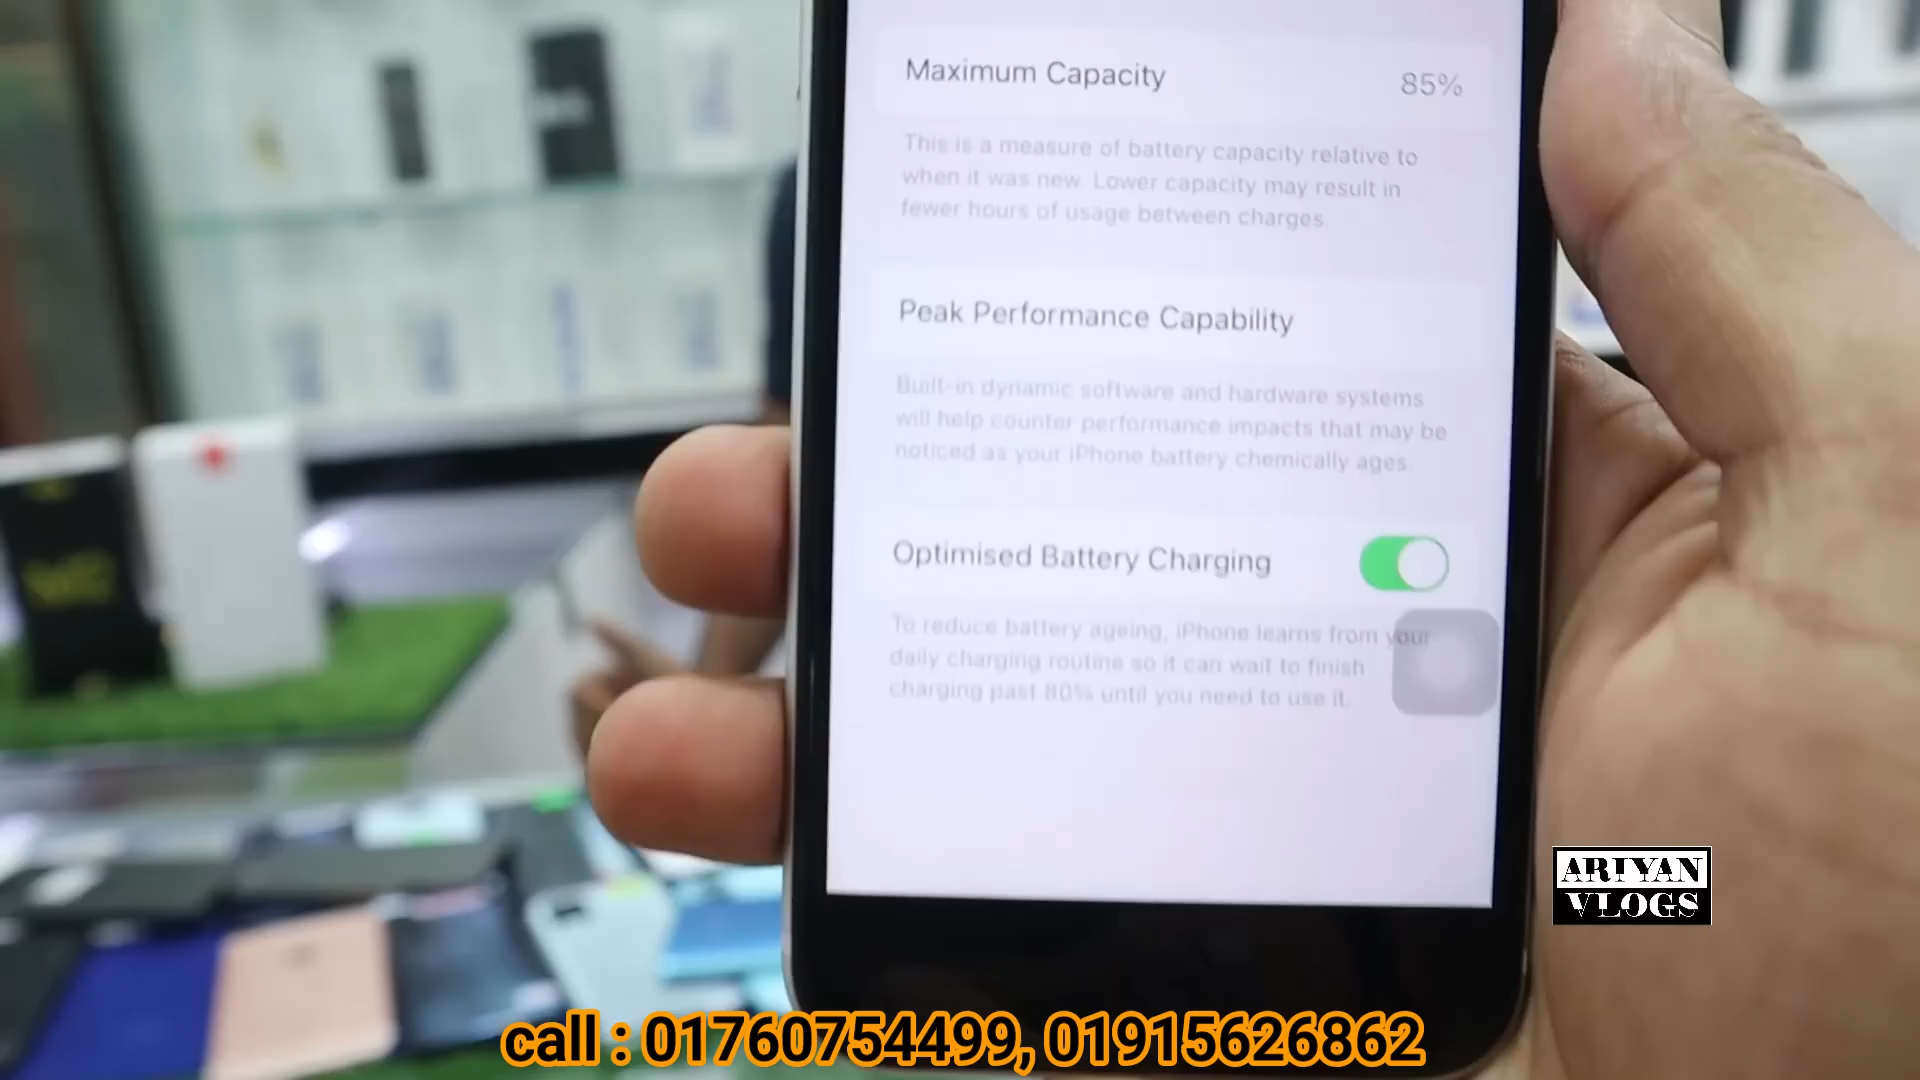 Maximum Capacity 85%
This is a measure of battery capacity relative to
when it was new. Lower capacity may result in
fewer hours of usage between charges.
Peak Performance Capability
Built-in dynamic software and hardware systems
will help counter performance impacts that may be
noticed as your iPhone battery chemically ages.
Optimised Battery Charging
To reduce battery ageing, iPhone learns from your
daily charging routine so it can wait to finish
charging past 80% until you need to use it.
ARIYAN
VLOGS
call : 01760754499, 01915626862